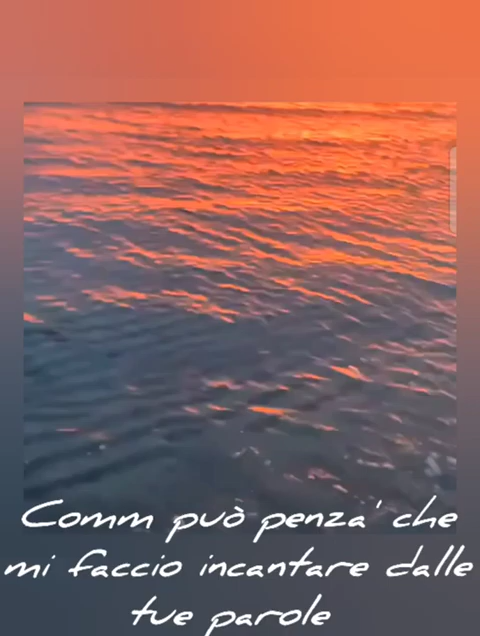 Comm può penza' che
mi faccio incantare dalle
tue parole